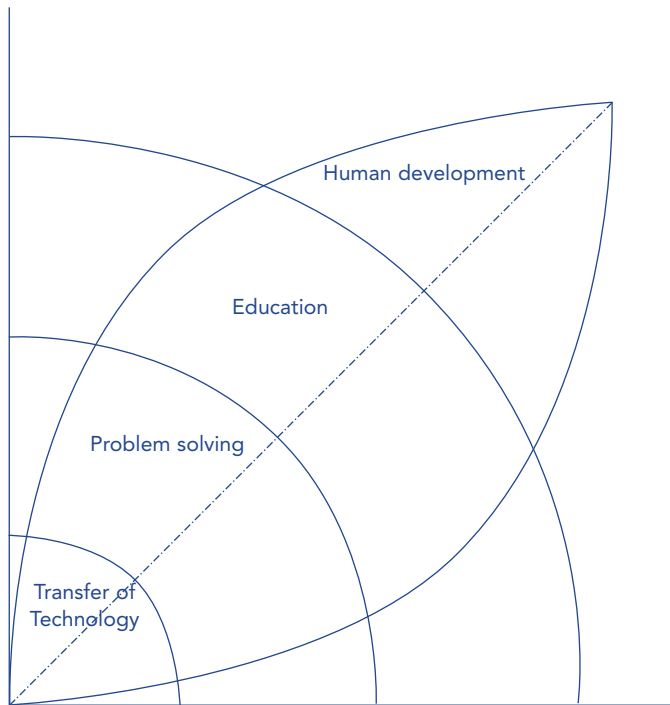 Human development
Education
Problem solving
Transfer of
Technology